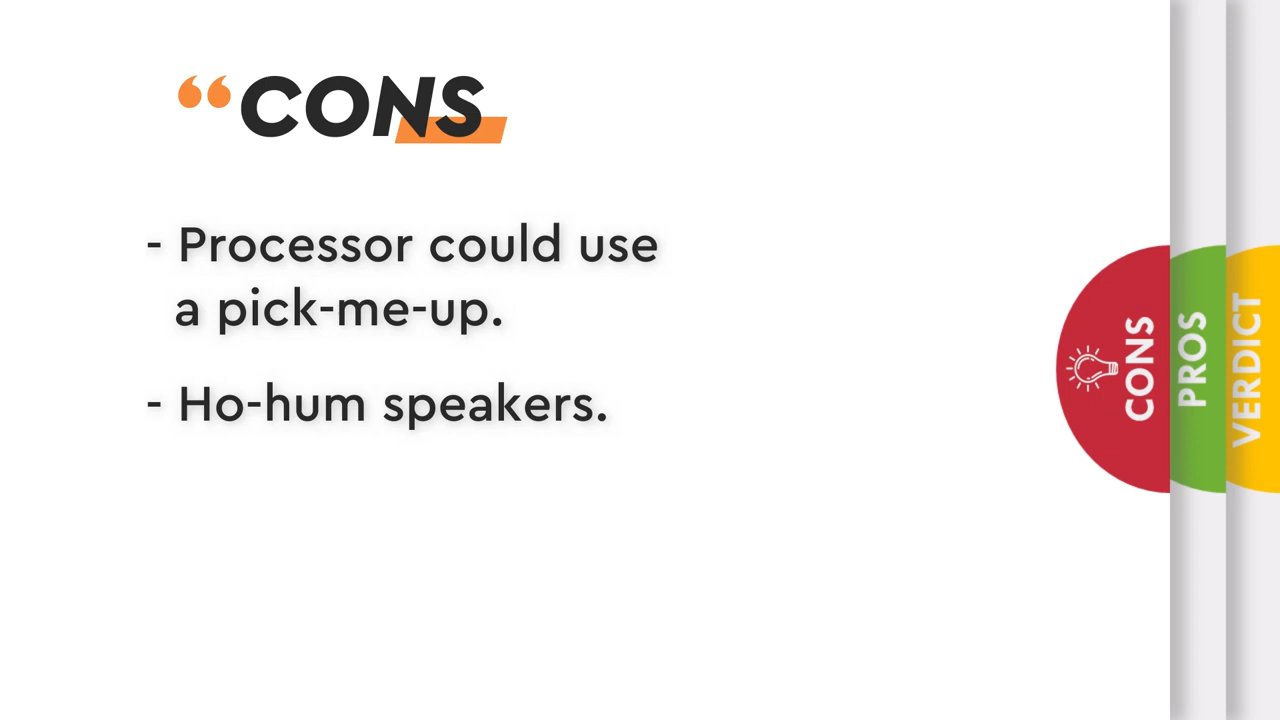 “CONS
- Processor could use
a pick-me-up.
- Ho-hum speakers.
CONS
PROS
VERDICT